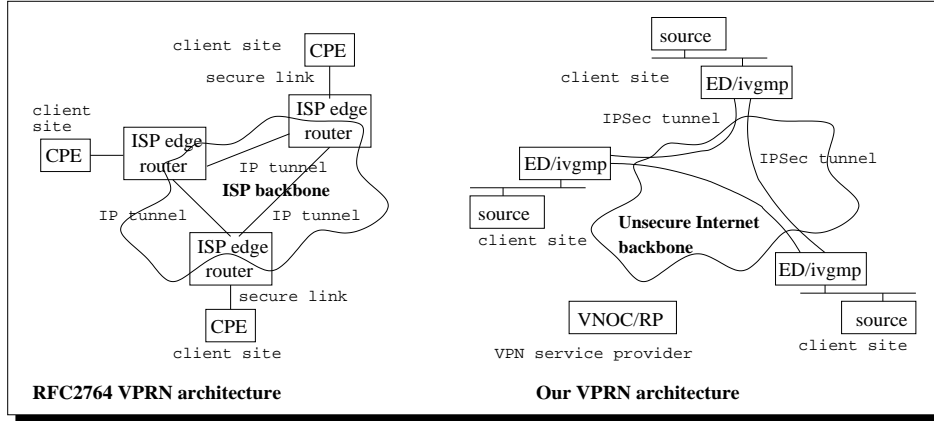 client site
CPE
secure link
client
site
ISP edge
router
ISP edge
router
CPE
IP tunnel
ISP backbone
IP tunnel
IP tunnel
ISP edge
router
secure link
CPE
client site
RFC2764 VPRN architecture
source
client site
ED/ivgmp
IPSec tunnel
ED/ivgmp
IPSec tunnel
source
client site
Unsecure Internet
backbone
ED/ivgmp
VNOC/RP
source
VPN service provider
client site
Our VPRN architecture